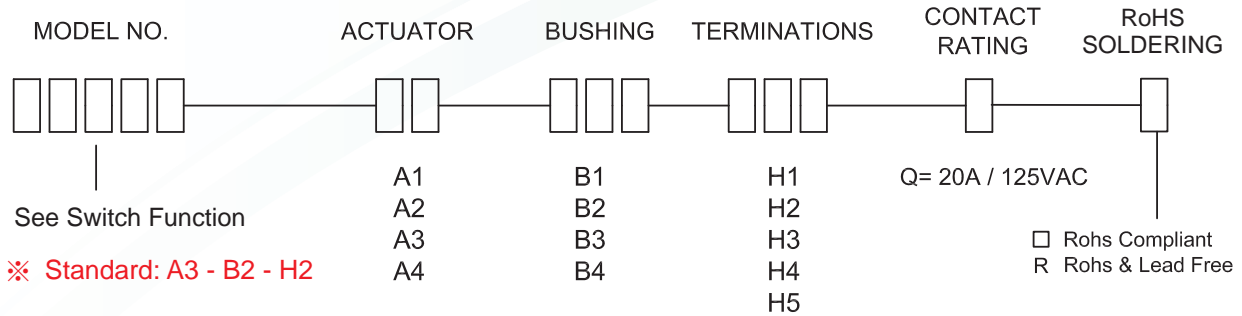 MODEL NO.
ACTUATOR
BUSHING
TERMINATIONS
CONTACT
RATING
RoHS
SOLDERING
See Switch Function
※ Standard: A3 - B2 - H2
A1
A2
A3
A4
B1
B2
B3
B4
H1
H2
H3
H4
H5
Q= 20A / 125VAC
□ Rohs Compliant
R Rohs & Lead Free